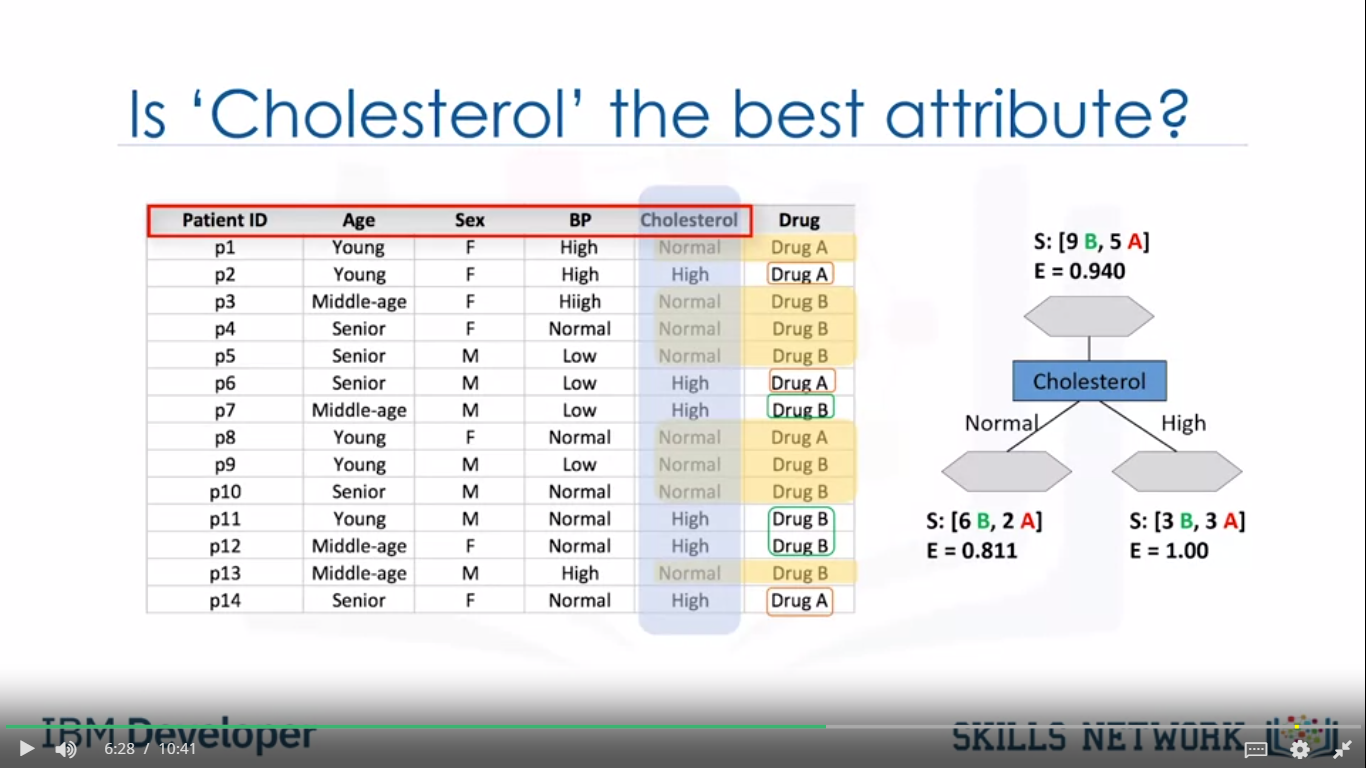 Is ‘Cholesterol’ the best attribute?
Patient ID Age Sex BP Cholesterol Drug
p1 Young F High Normal Drug A
p2 Young F High High Drug A
p3 Middle-age F Hiigh Normal Drug B
p4 Senior F Normal Normal Drug B
p5 Senior M Low Normal Drug B
p6 Senior M Low High Drug A
p7 Middle-age M Low High Drug B
p8 Young F Normal Normal Drug A
p9 Young M Low Normal Drug B
p10 Senior M Normal Normal Drug B
p11 Young M Normal High Drug B
p12 Middle-age F Normal High Drug B
p13 Middle-age M High Normal Drug B
p14 Senior F Normal High Drug A
S: [9 B, 5 A]
E = 0.940
Cholesterol
Normal High
S: [6 B, 2 A]
E = 0.811
S: [3 B, 3 A]
E = 1.00
IBM Developer
SKILLS NETWORK
6:28 / 10:41